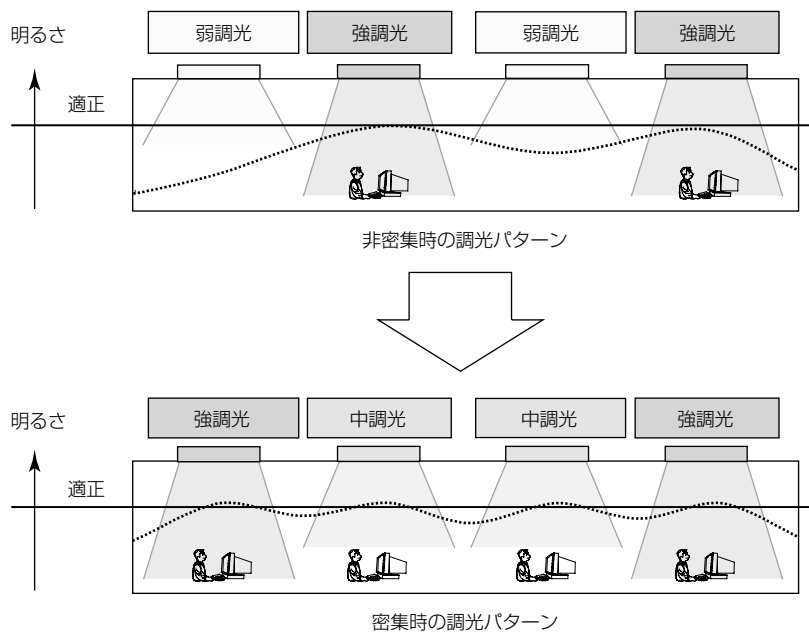 明るさ
弱調光
強調光
弱調光
強調光
適正
非密集時の調光パターン
明るさ
強調光
中調光
中調光
強調光
適正
密集時の調光パターン